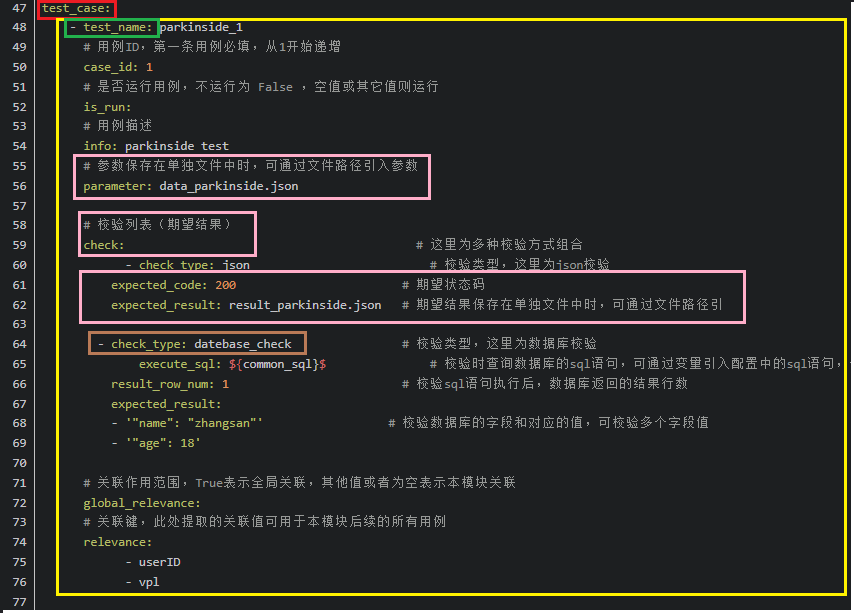 47 test_case:
48 - test_name: parkinside_1
49 # 用例ID，第一条用例必填，从1开始递增
50 case_id: 1
51 # 是否运行用例，不运行为 False ，空值或其它值则运行
52 is_run:
53 # 用例描述
54 info: parkinside test
55 # 参数保存在单独文件中时，可通过文件路径引入参数
56 parameter: data_parkinside.json
57
58 # 校验列表（期望结果）
59 check: # 这里为多种校验方式组合
60 - check_type: json # 校验类型，这里为json校验
61 expected_code: 200 # 期望状态码
62 expected_result: result_parkinside.json # 期望结果保存在单独文件中时，可通过文件路径引
63
64 - check_type: datebase_check # 校验类型，这里为数据库校验
65 execute_sql: ${common_sql}$ # 校验时查询数据库的sql语句，可通过变量引入配置中的sql语句，
66 result_row_num: 1 # 校验sql语句执行后，数据库返回的结果行数
67 expected_result:
68 - '"name": "zhangsan"' # 校验数据库的字段和对应的值，可校验多个字段值
69 - '"age": 18'
70
71 # 关联作用范围，True表示全局关联，其他值或者为空表示本模块关联
72 global_relevance:
73 # 关联键，此处提取的关联值可用于本模块后续的所有用例
74 relevance:
75 - userID
76 - vpl
77